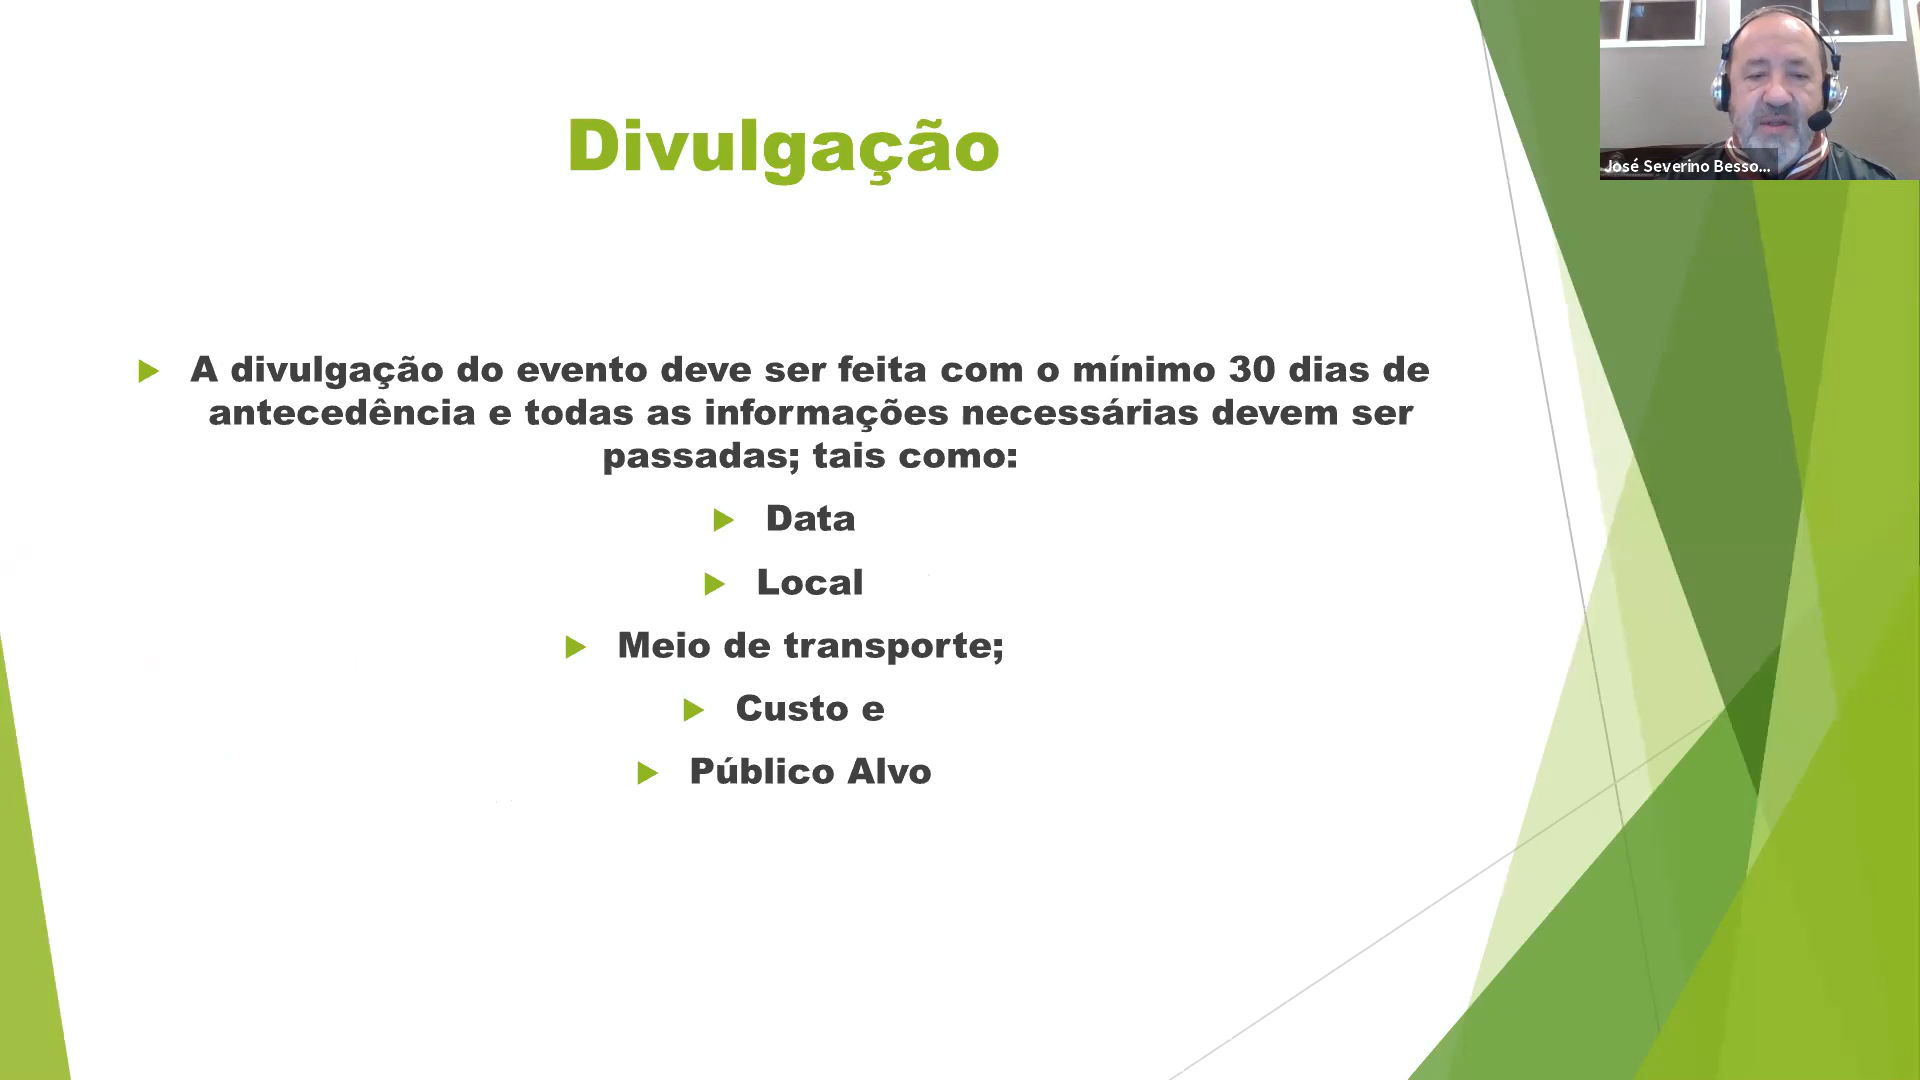 Divulgação
José Severino Besso...
A divulgação do evento deve ser feita com o mínimo 30 dias de
antecedência e todas as informações necessárias devem ser
passadas; tais como:
Data
Local
Meio de transporte;
Custo e
Público Alvo